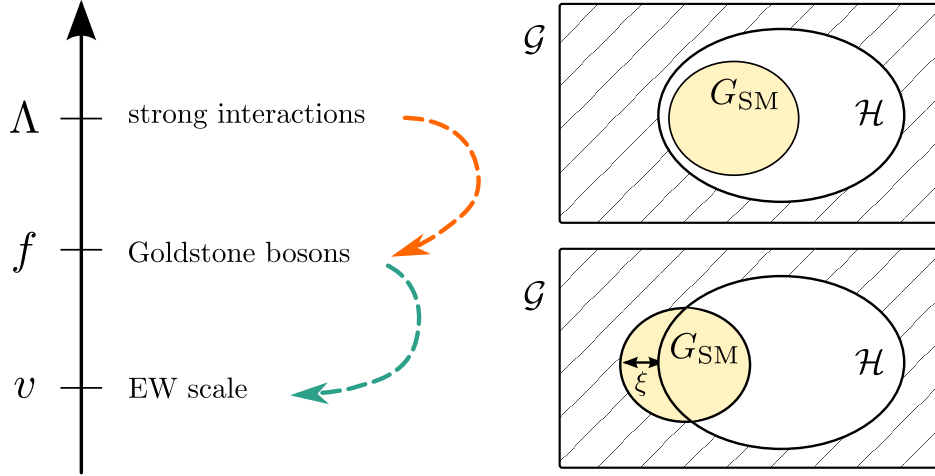 Λ strong interactions
f Goldstone bosons
v EW scale
𝒢
G_SM
ℋ
𝒢
G_SM
ℋ
ξ